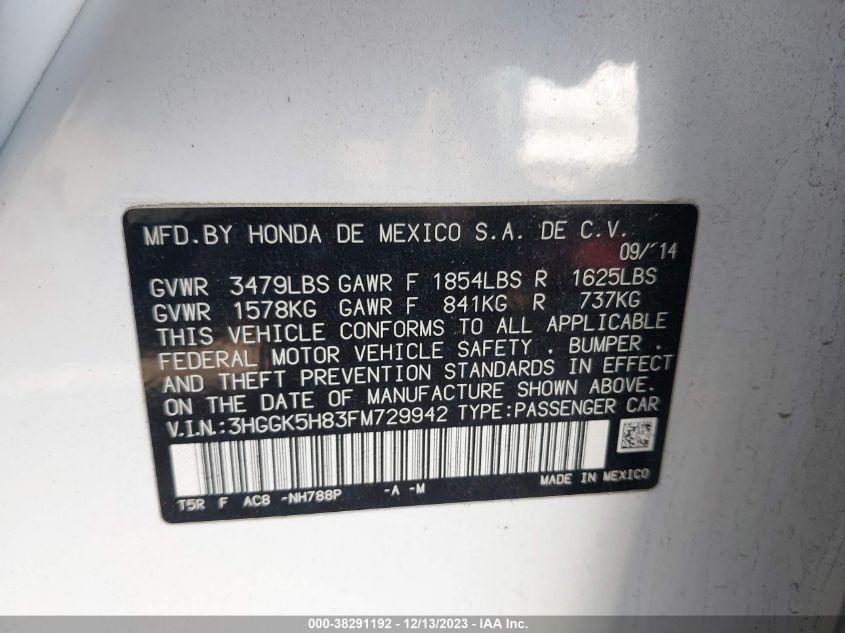 MFD.BY HONDA DE MEXICO S.A. DE C.V.
09/'14
GVWR 3479LBS GAWR F 1854LBS R 1625LBS
GVWR 1578KG GAWR F 841KG R 737KG
THIS VEHICLE CONFORMS TO ALL APPLICABLE
FEDERAL MOTOR VEHICLE SAFETY . BUMPER .
AND THEFT PREVENTION STANDARDS IN EFFECT
ON THE DATE OF MANUFACTURE SHOWN ABOVE.
V.I.N.:3HGGK5H83FM729942 TYPE:PASSENGER CAR
T5R F AC8 -NH788P -A -M MADE IN MEXICO
000-38291192 - 12/13/2023 - IAA Inc.